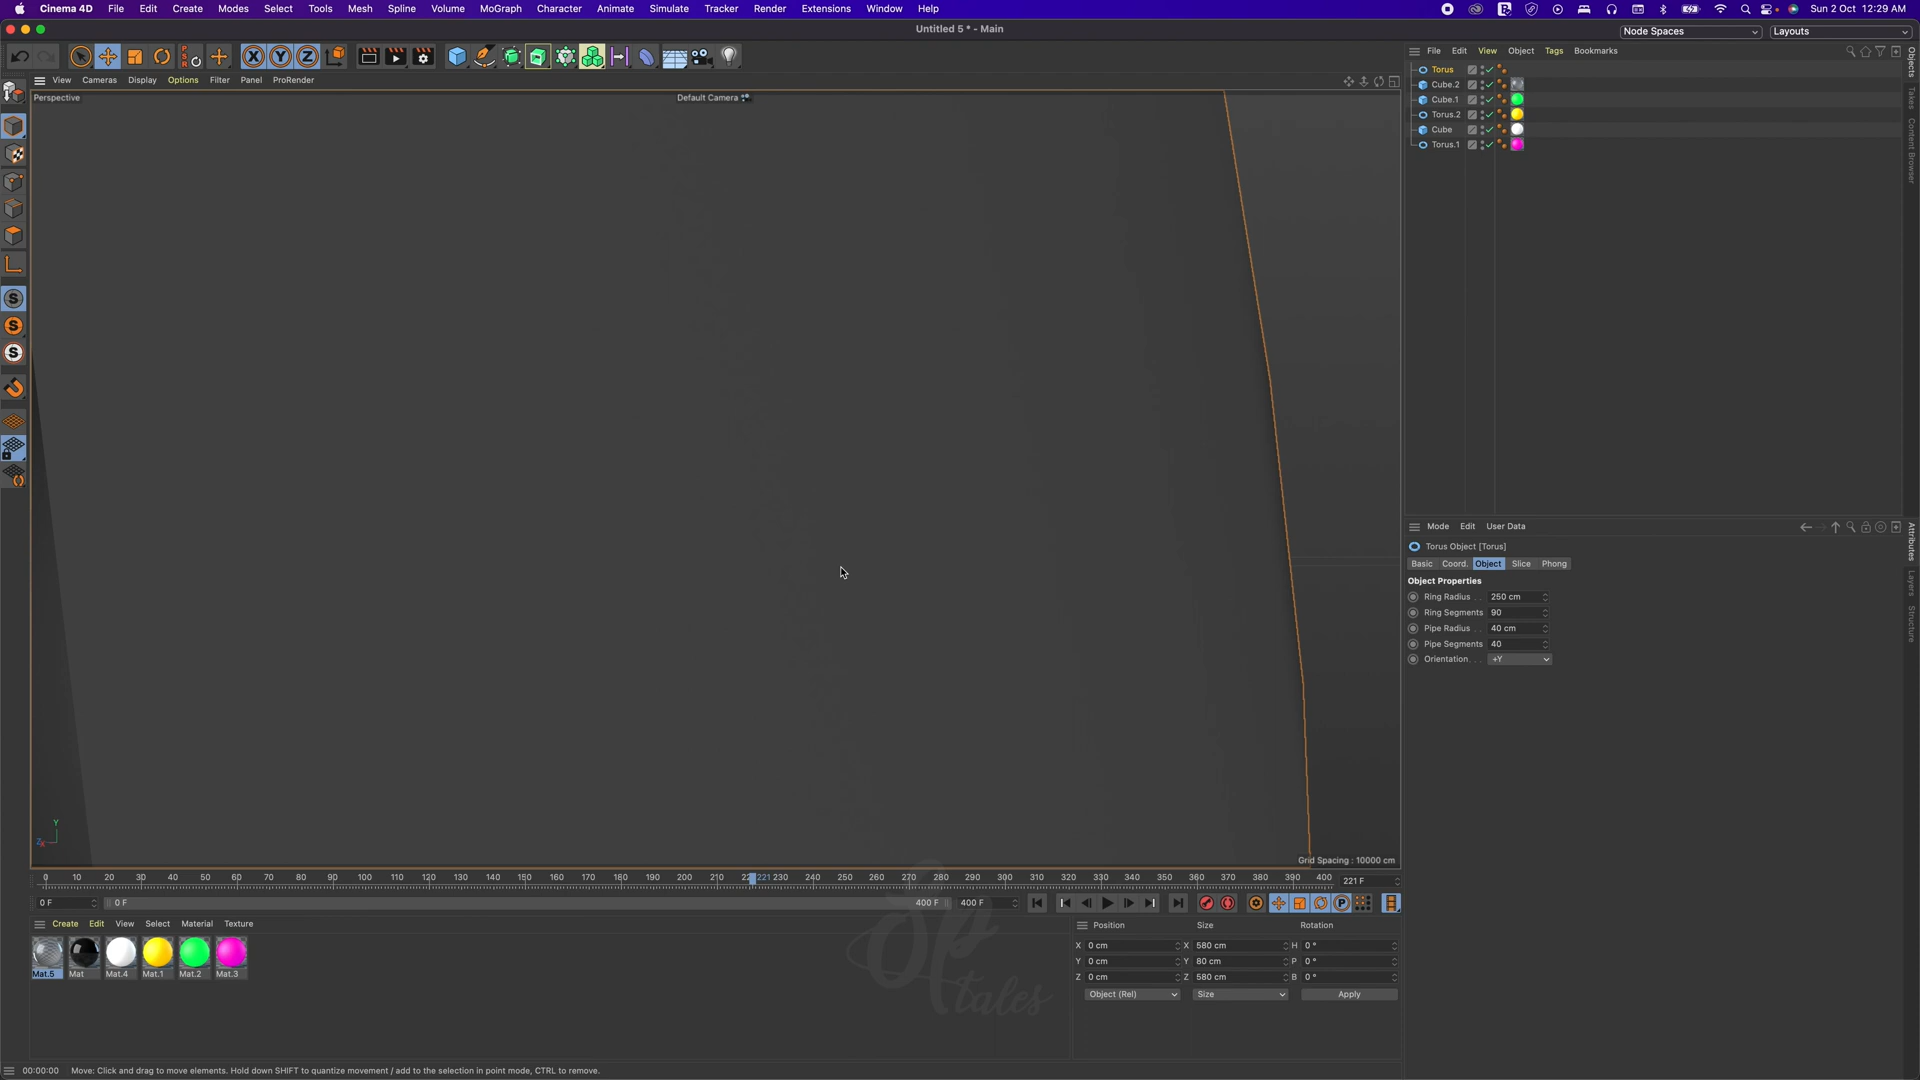 Cinema 4D File Edit Create Modes Select Tools Mesh Spline Volume MoGraph Character Animate Simulate Tracker Render Extensions Window Help Sun 2 Oct 12:29 AM
Untitled 5 * - Main
Node Spaces Layouts
View Cameras Display Options Filter Panel ProRender
Perspective
Default Camera
File Edit View Object Tags Bookmarks
Torus
Cube.2
Cube.1
Torus.2
Cube
Torus.1
Objects
Takes
Content Browser
Mode Edit User Data
Torus Object [Torus]
Basic Coord. Object Slice Phong
Object Properties
Ring Radius . . 250 cm
Ring Segments 90
Pipe Radius . . 40 cm
Pipe Segments 40
Orientation. . . +Y
Attributes
Layers
Structure
Y
Z X
Grid Spacing : 10000 cm
0 10 20 30 40 50 60 70 80 90 100 110 120 130 140 150 160 170 180 190 200 210 22 221 230 240 250 260 270 280 290 300 310 320 330 340 350 360 370 380 390 400 221 F
0 F 0 F 400 F 400 F
Create Edit View Select Material Texture
Mat.5 Mat Mat.4 Mat.1 Mat.2 Mat.3
Position Size Rotation
X 0 cm X 580 cm H 0 °
Y 0 cm Y 80 cm P 0 °
Z 0 cm Z 580 cm B 0 °
Object (Rel) Size Apply
tales
00:00:00 Move: Click and drag to move elements. Hold down SHIFT to quantize movement / add to the selection in point mode, CTRL to remove.